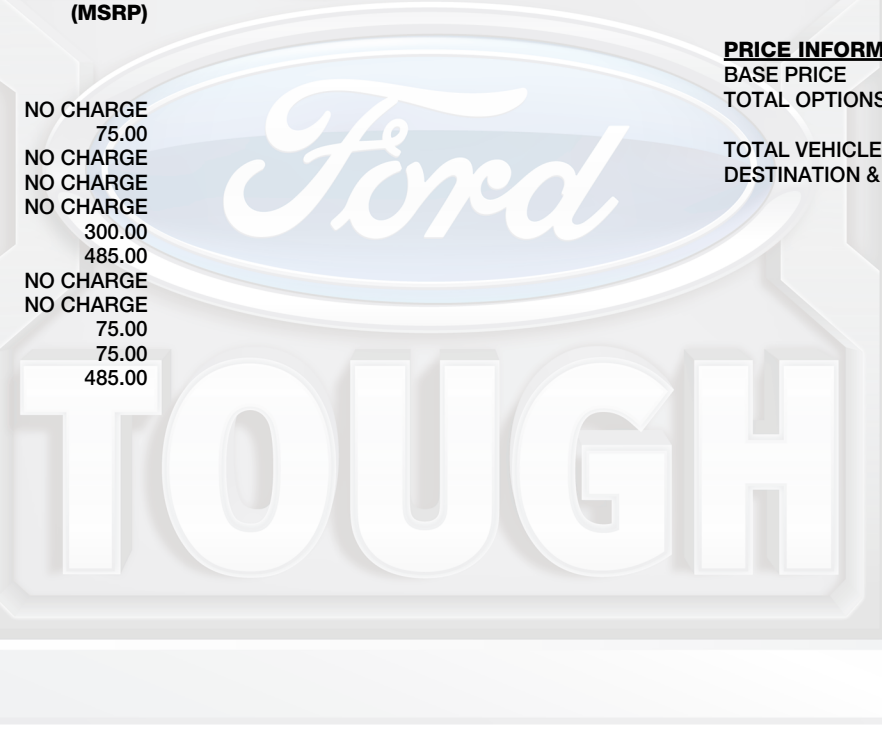 (MSRP)
NO CHARGE
75.00
NO CHARGE
NO CHARGE
NO CHARGE
300.00
485.00
NO CHARGE
NO CHARGE
75.00
75.00
485.00
PRICE INFORM
BASE PRICE
TOTAL OPTIONS
TOTAL VEHICLE
DESTINATION &
Ford
TOUGH